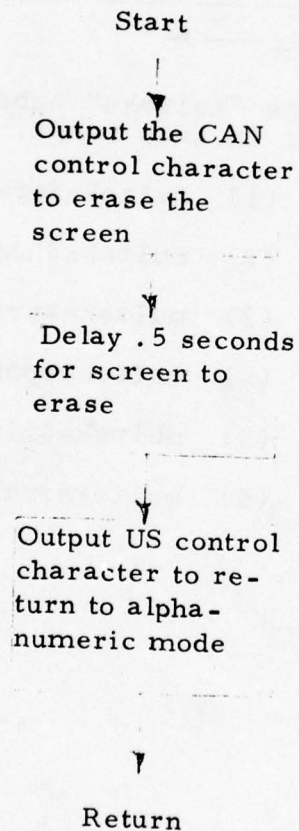 Start
Output the CAN
control character
to erase the
screen
Delay .5 seconds
for screen to
erase
Output US control
character to re-
turn to alpha-
numeric mode
Return